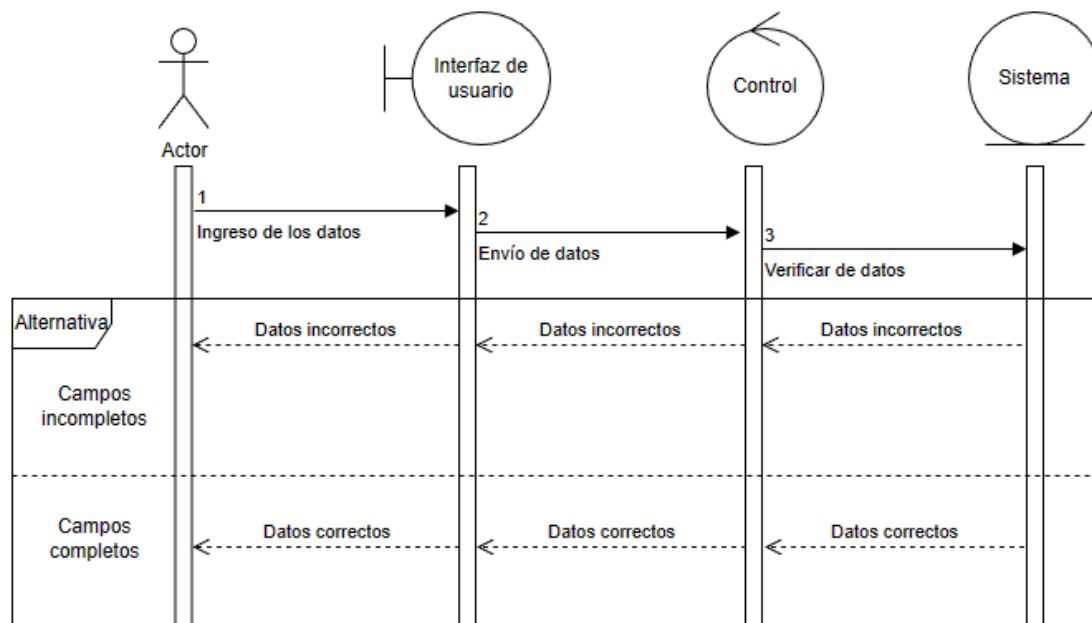 Interfaz de
usuario
Control
Sistema
Actor
1
Ingreso de los datos
2
Envío de datos
3
Verificar de datos
Alternativa
Datos incorrectos
Datos incorrectos
Datos incorrectos
Campos
incompletos
Campos
completos
Datos correctos
Datos correctos
Datos correctos